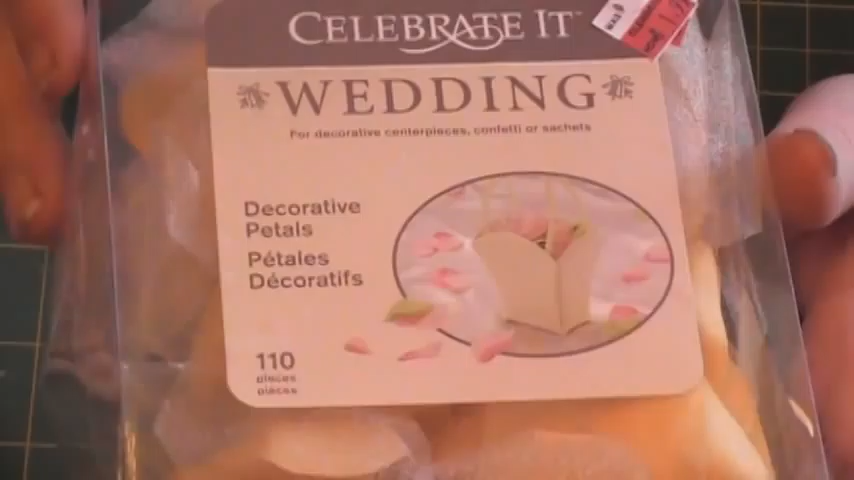 CELEBRATE IT
WEDDING
For decorative centerpieces, confetti or sachets
Decorative
Petals
Pétales
Décoratifs
110
pieces
pièces